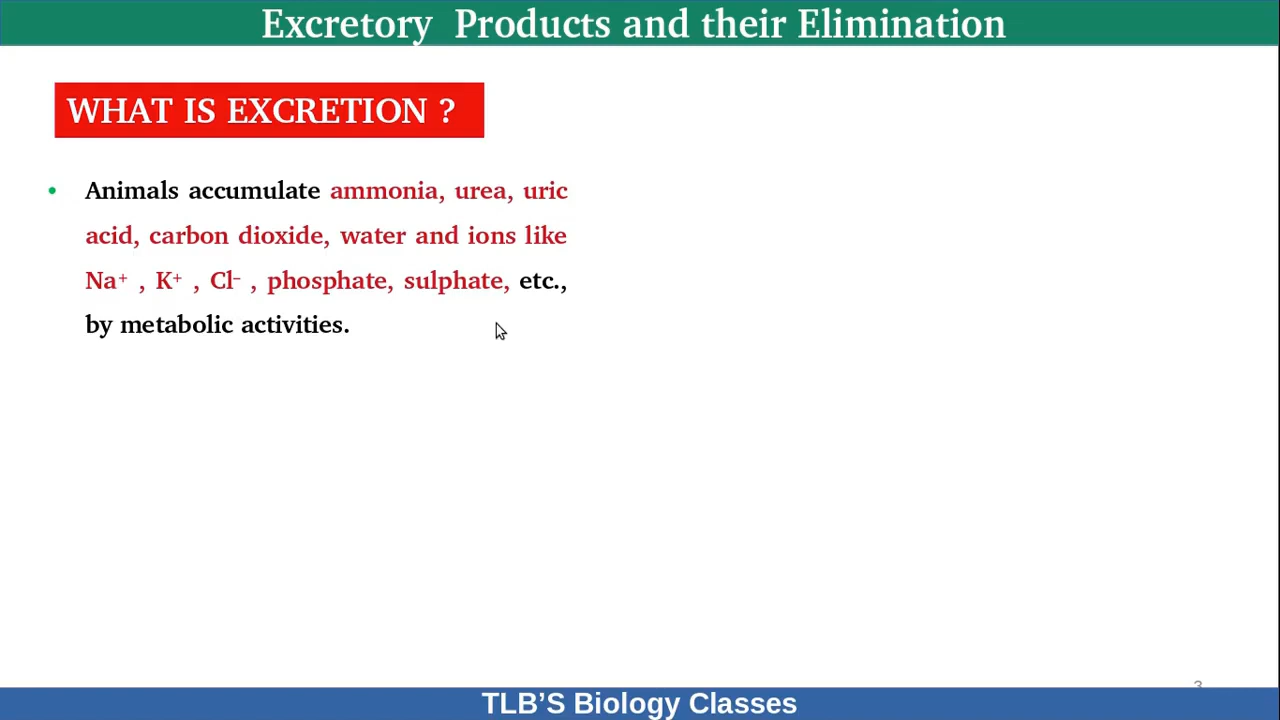 Excretory Products and their Elimination
WHAT IS EXCRETION ?
• Animals accumulate ammonia, urea, uric
acid, carbon dioxide, water and ions like
Na⁺ , K⁺ , Cl⁻ , phosphate, sulphate, etc.,
by metabolic activities.
3
TLB’S Biology Classes